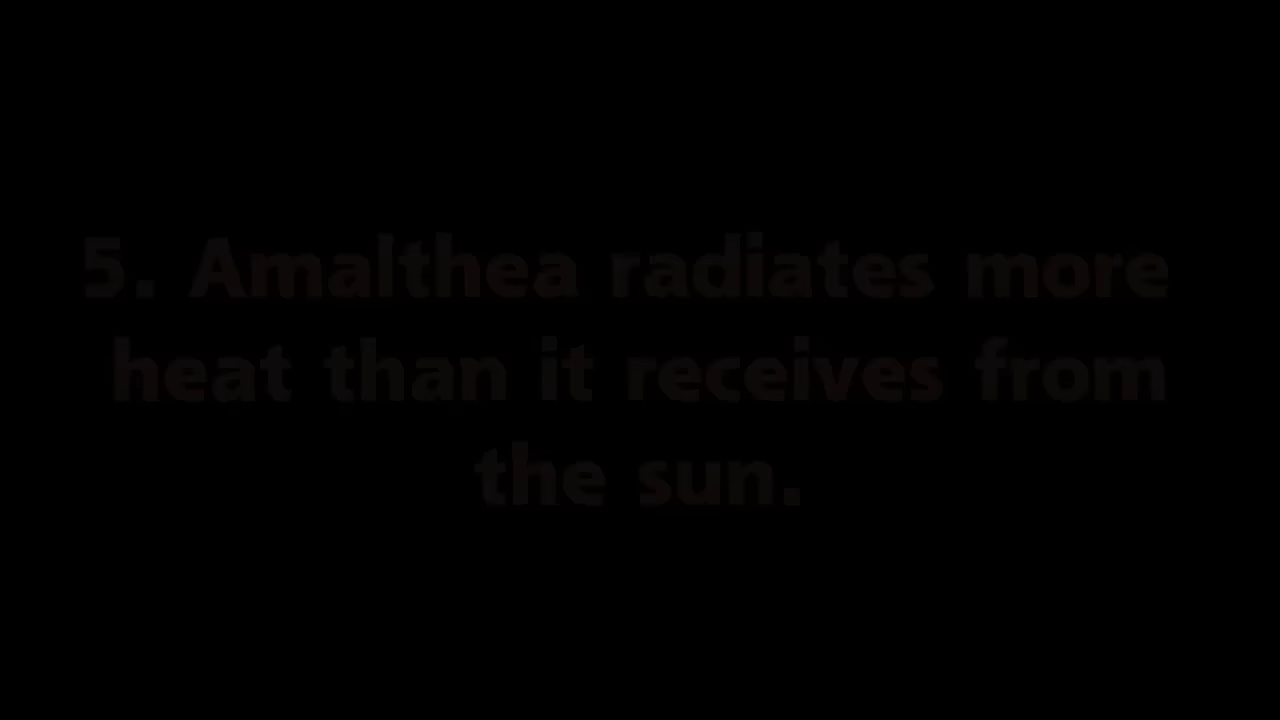 5. Amalthea radiates more
heat than it receives from
the sun.